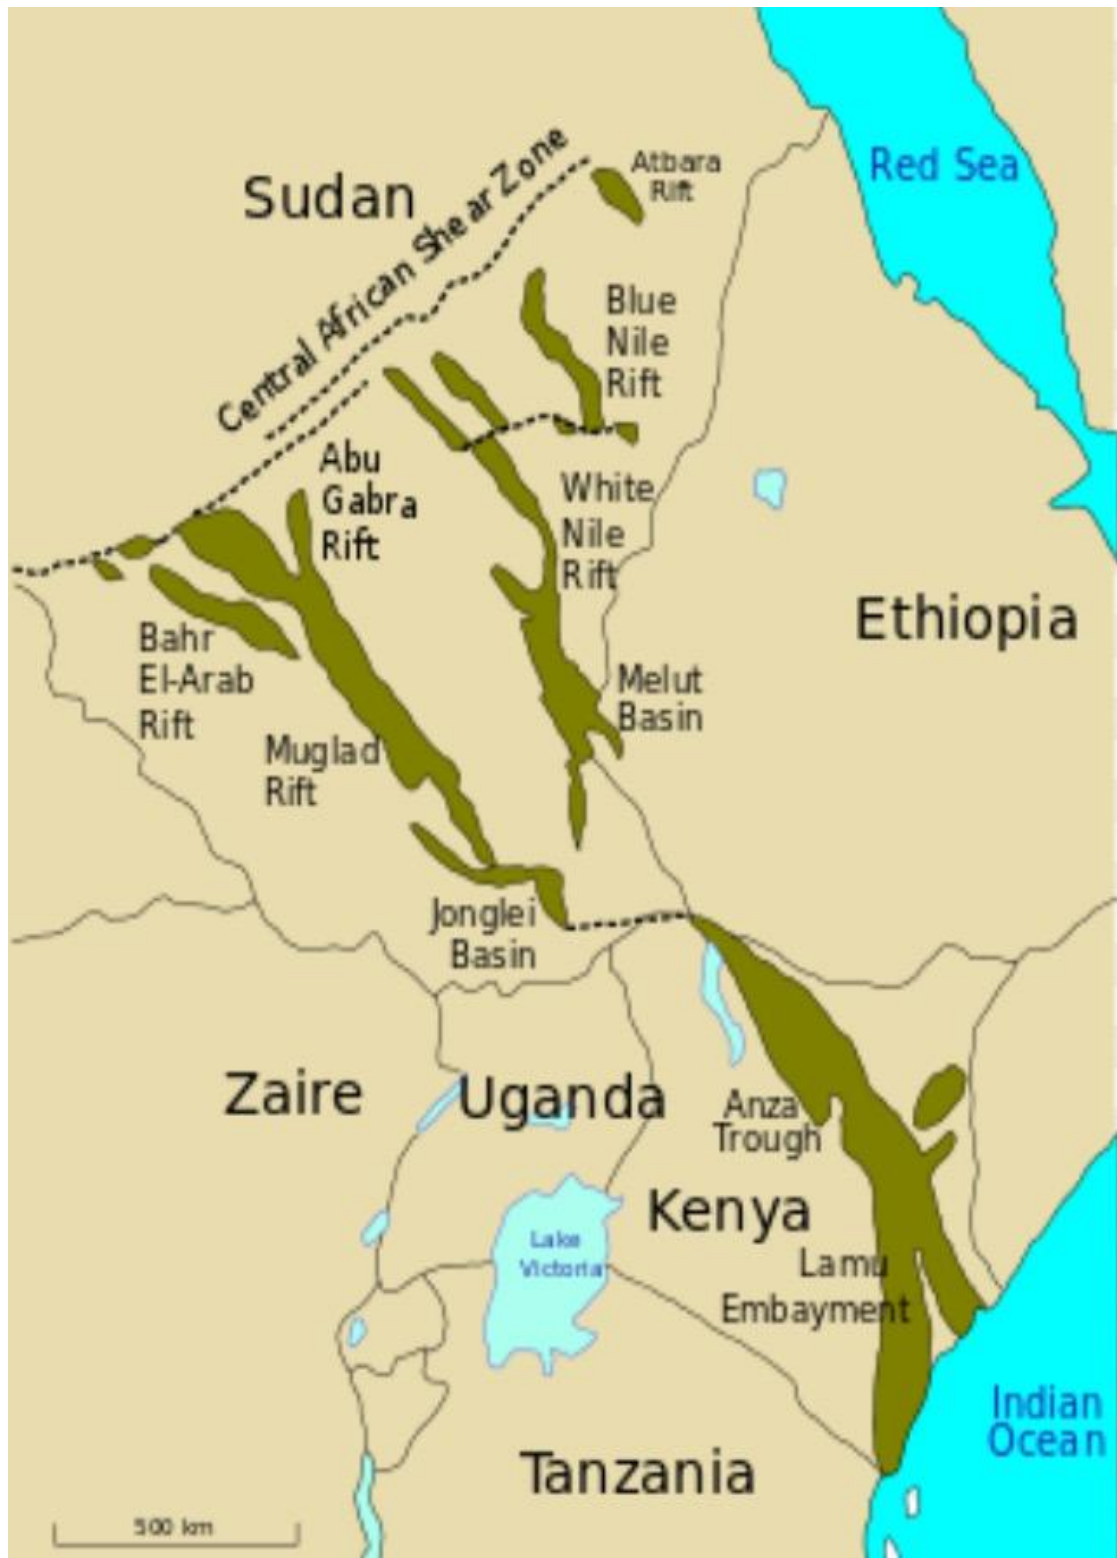 Red Sea
Sudan
Central African Shear Zone
Atbara
Rift
Blue
Nile
Rift
Abu
Gabra
Rift
White
Nile
Rift
Ethiopia
Bahr
El-Arab
Rift
Melut
Basin
Muglad
Rift
Jonglei
Basin
Zaire
Uganda
Anza
Trough
Kenya
Lake
Victoria
Lamu
Embayment
Indian
Ocean
Tanzania
500 km